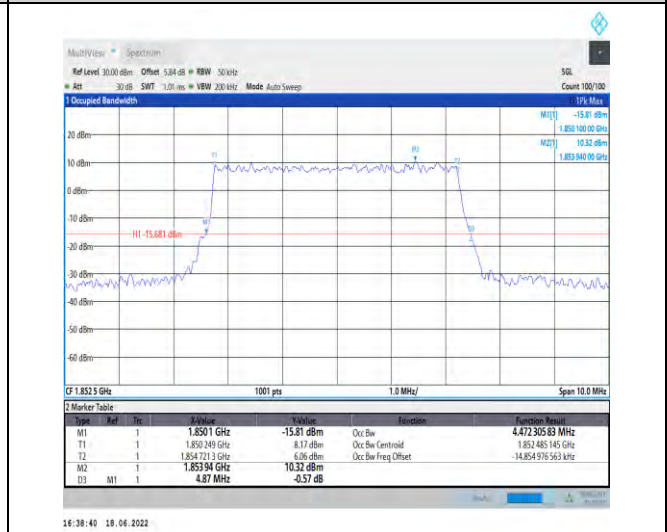 MultiView Spectrum
Ref Level 30.00 dBm Offset 5.84 dB RBW 50 kHz SGL
Att 30 dB SWT 1.01 ms VBW 200 kHz Mode Auto Sweep Count 100/100
1 Occupied Bandwidth 1Pk Max
M1[1] -15.81 dBm
1.850 100 00 GHz
M2[1] 10.32 dBm
1.853 940 00 GHz
20 dBm
T1 M2 T2
10 dBm
0 dBm
-10 dBm
M1 D3
H1 -15.681 dBm
-20 dBm
-30 dBm
-40 dBm
-50 dBm
-60 dBm
CF 1.852 5 GHz 1001 pts 1.0 MHz/ Span 10.0 MHz
2 Marker Table
Type Ref Trc X-Value Y-Value Function Function Result
M1 1 1.8501 GHz -15.81 dBm Occ Bw 4.472 305 83 MHz
T1 1 1.850 249 GHz 8.17 dBm Occ Bw Centroid 1.852 485 145 GHz
T2 1 1.854 721 3 GHz 6.06 dBm Occ Bw Freq Offset -14.854 976 563 kHz
M2 1 1.853 94 GHz 10.32 dBm
D3 M1 1 4.87 MHz -0.57 dB
16:38:40 18.06.2022